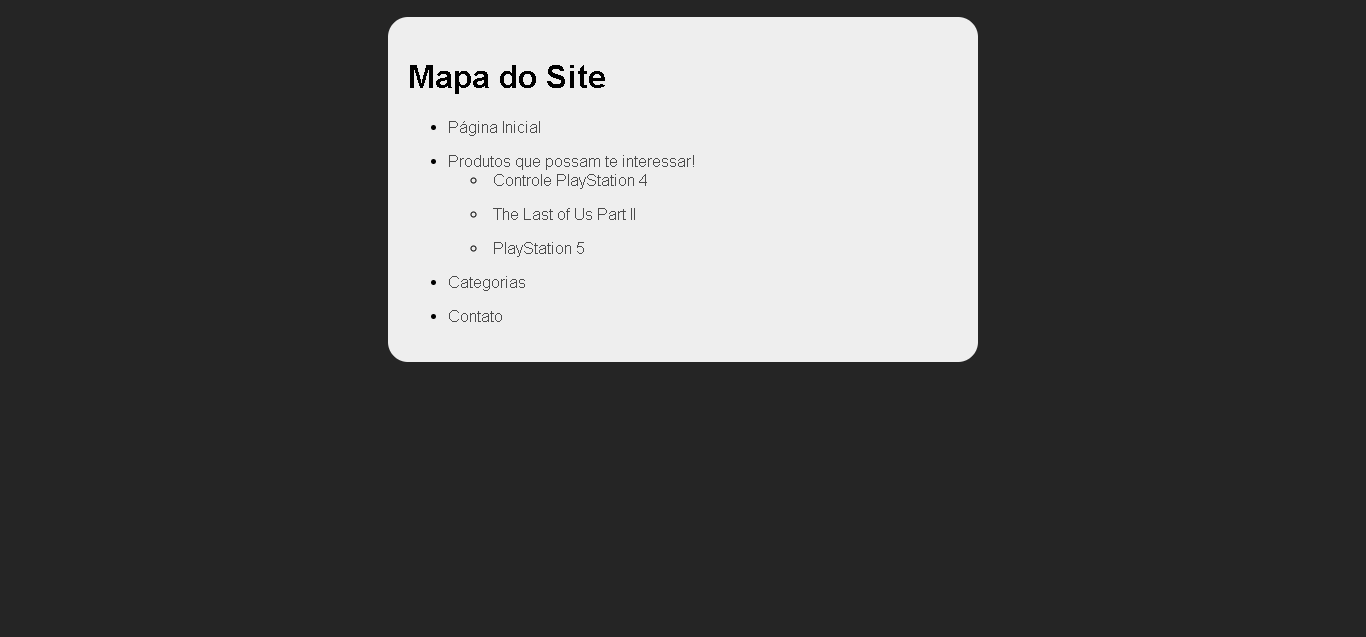 Mapa do Site
Página Inicial
Produtos que possam te interessar!
Controle PlayStation 4
The Last of Us Part II
PlayStation 5
Categorias
Contato